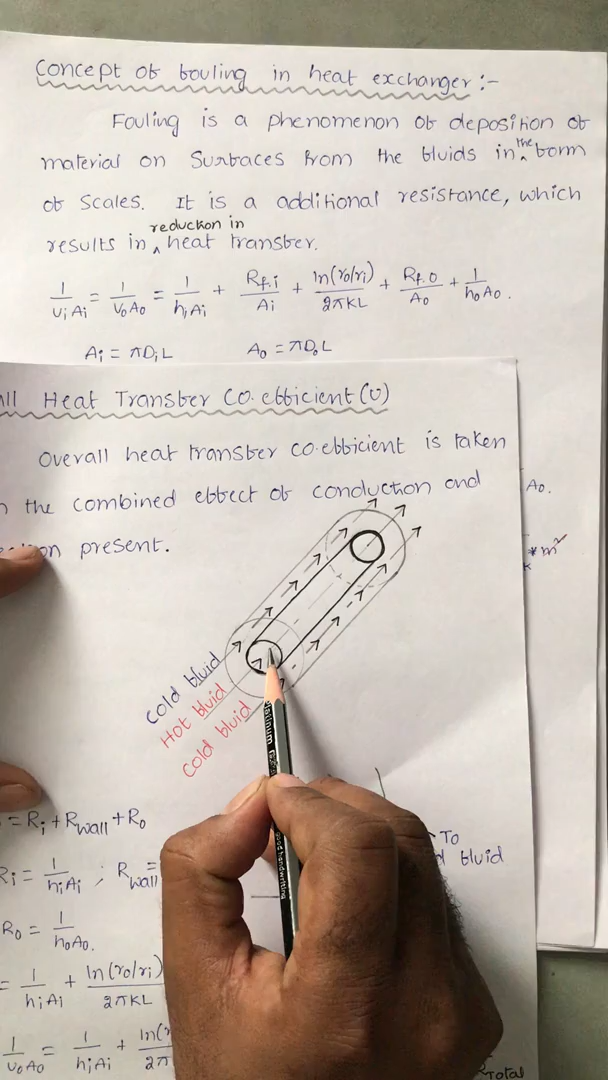 Concept of fouling in heat exchanger :-
Fouling is a phenomenon of deposition of
material on Surfaces from the fluids in the form
of Scales. It is a additional resistance, which
results in reduction in heat transfer.
1/UiAi = 1/UoAo = 1/hiAi + Rf.i/Ai + ln(ro/ri)/2πKL + Rf.o/Ao + 1/hoAo.
Ai = πDiL   Ao = πDoL
Heat Transfer Co.efficient (U)
Overall heat transfer co.efficient is taken
the combined effect of conduction and
present.
Ao.
Cold fluid
Hot fluid
Cold fluid
= Ri + Rwall + Ro
Ri = 1/hiAi ; Rwall =
Ro = 1/hoAo.
= 1/hiAi + ln(ro/ri)/2πKL
1/UoAo = 1/hiAi +
To
fluid
Total